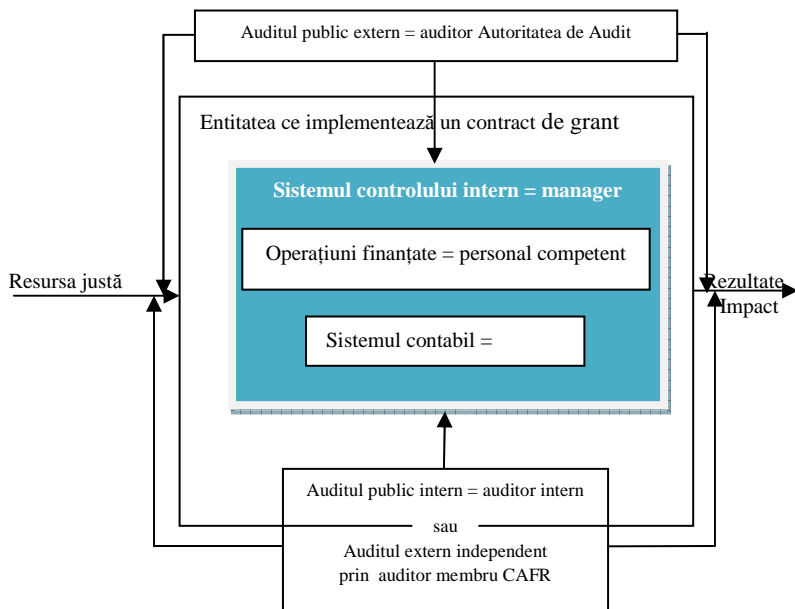 Auditul public extern = auditor Autoritatea de Audit
Entitatea ce implementează un contract de grant
Sistemul controlului intern = manager
Operațiuni finanțate = personal competent
Resursa justă
Rezultate
Impact
Sistemul contabil =
Auditul public intern = auditor intern
sau
Auditul extern independent
prin auditor membru CAFR